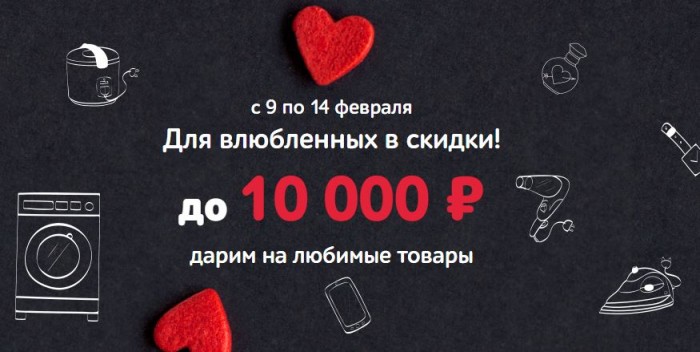 с 9 по 14 февраля
Для влюбленных в скидки!
до 10 000 ₽
дарим на любимые товары